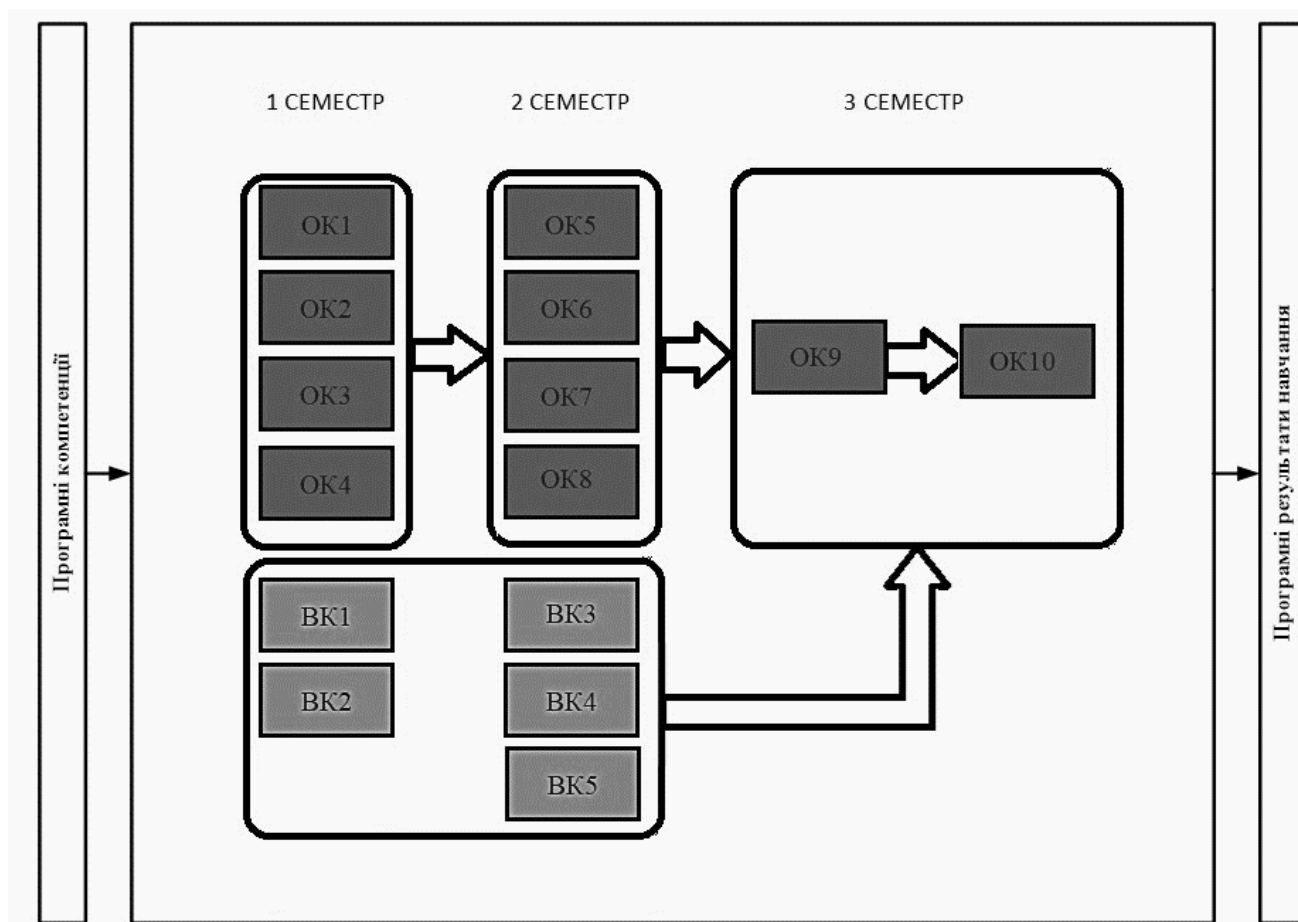 Програмні компетенції
1 СЕМЕСТР
2 СЕМЕСТР
3 СЕМЕСТР
ОК1
ОК2
ОК3
ОК4
ОК5
ОК6
ОК7
ОК8
ОК9
ОК10
ВК1
ВК2
ВК3
ВК4
ВК5
Програмні результати навчання